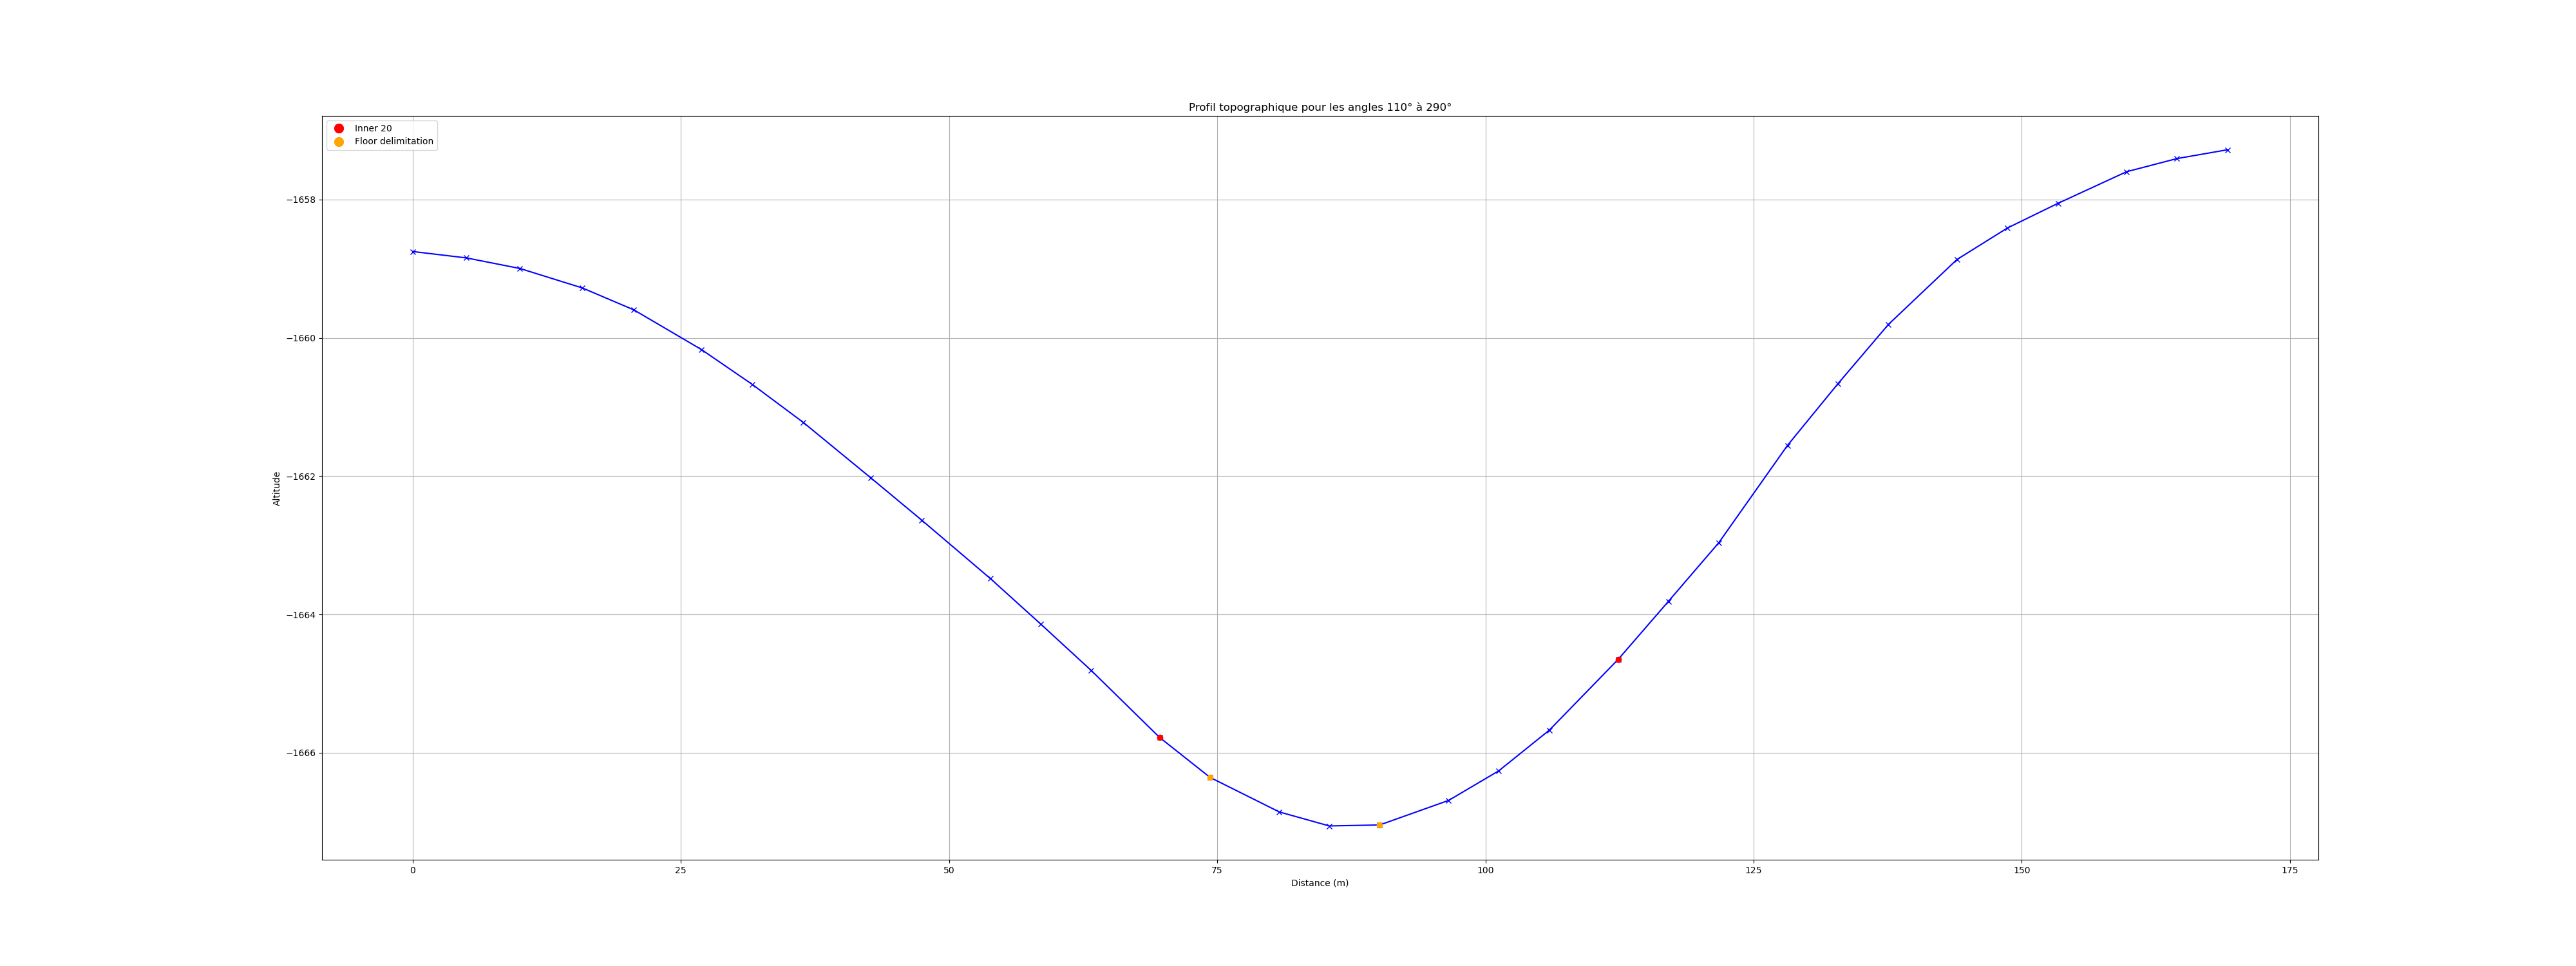 Profil topographique pour les angles 110° à 290°
Inner 20
Floor delimitation
Altitude
−1658
−1660
−1662
−1664
−1666
0 25 50 75 100 125 150 175
Distance (m)